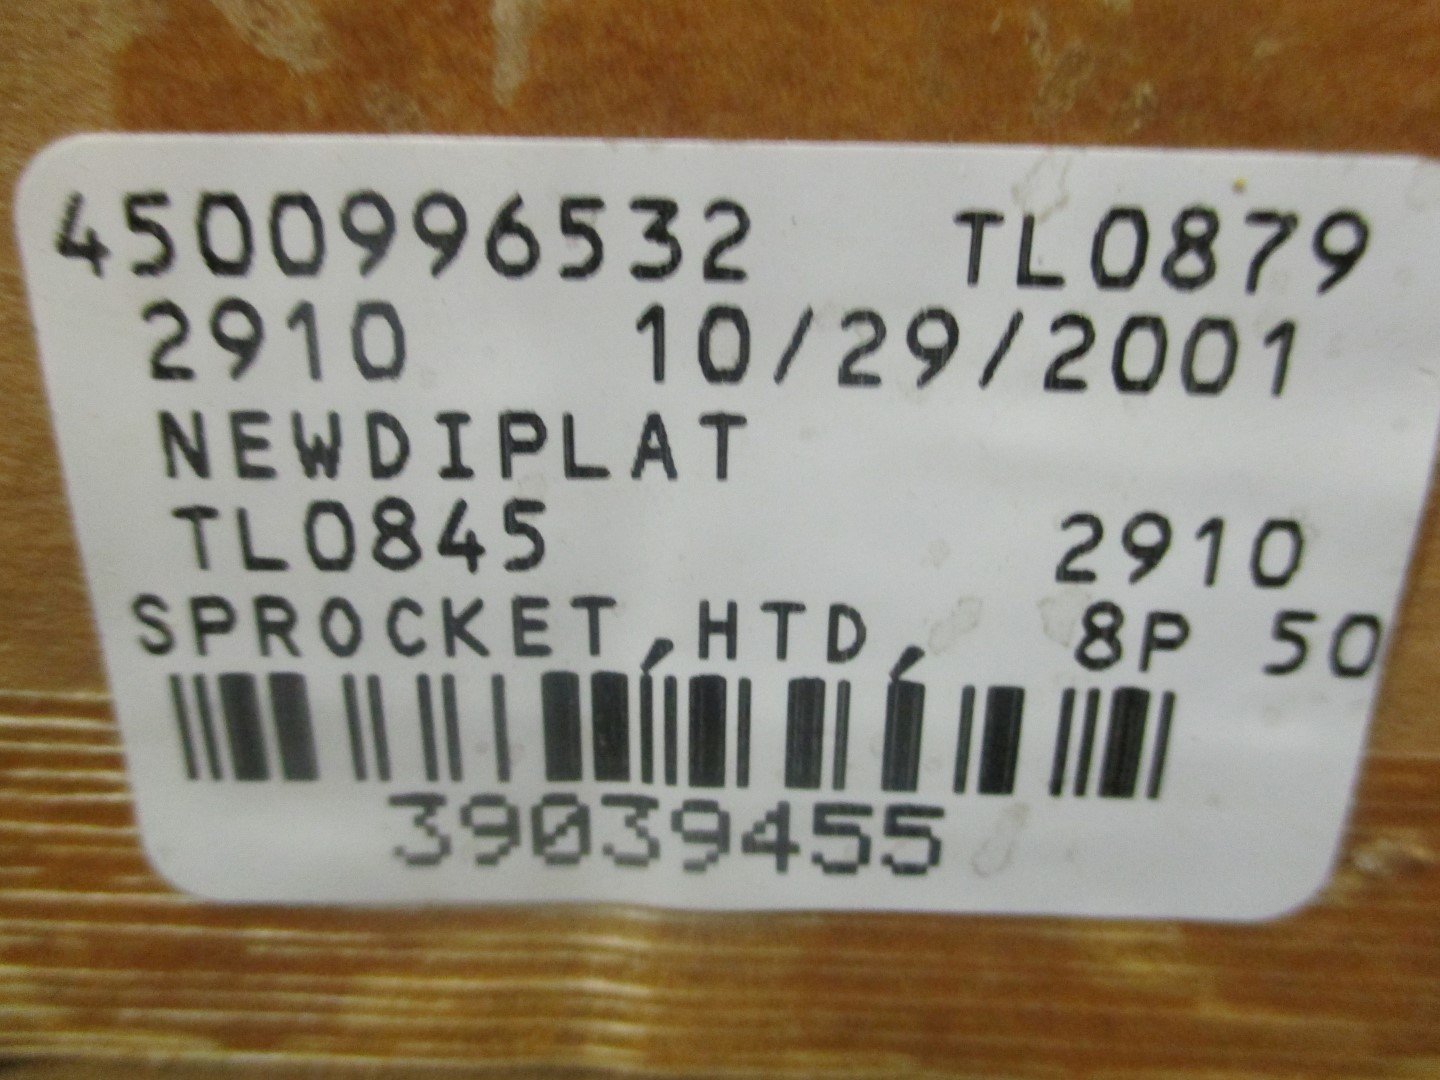 4500996532 TL0879
2910 10/29/2001
NEWDIPLAT
TL0845 2910
SPROCKET,HTD, 8P 50
39039455